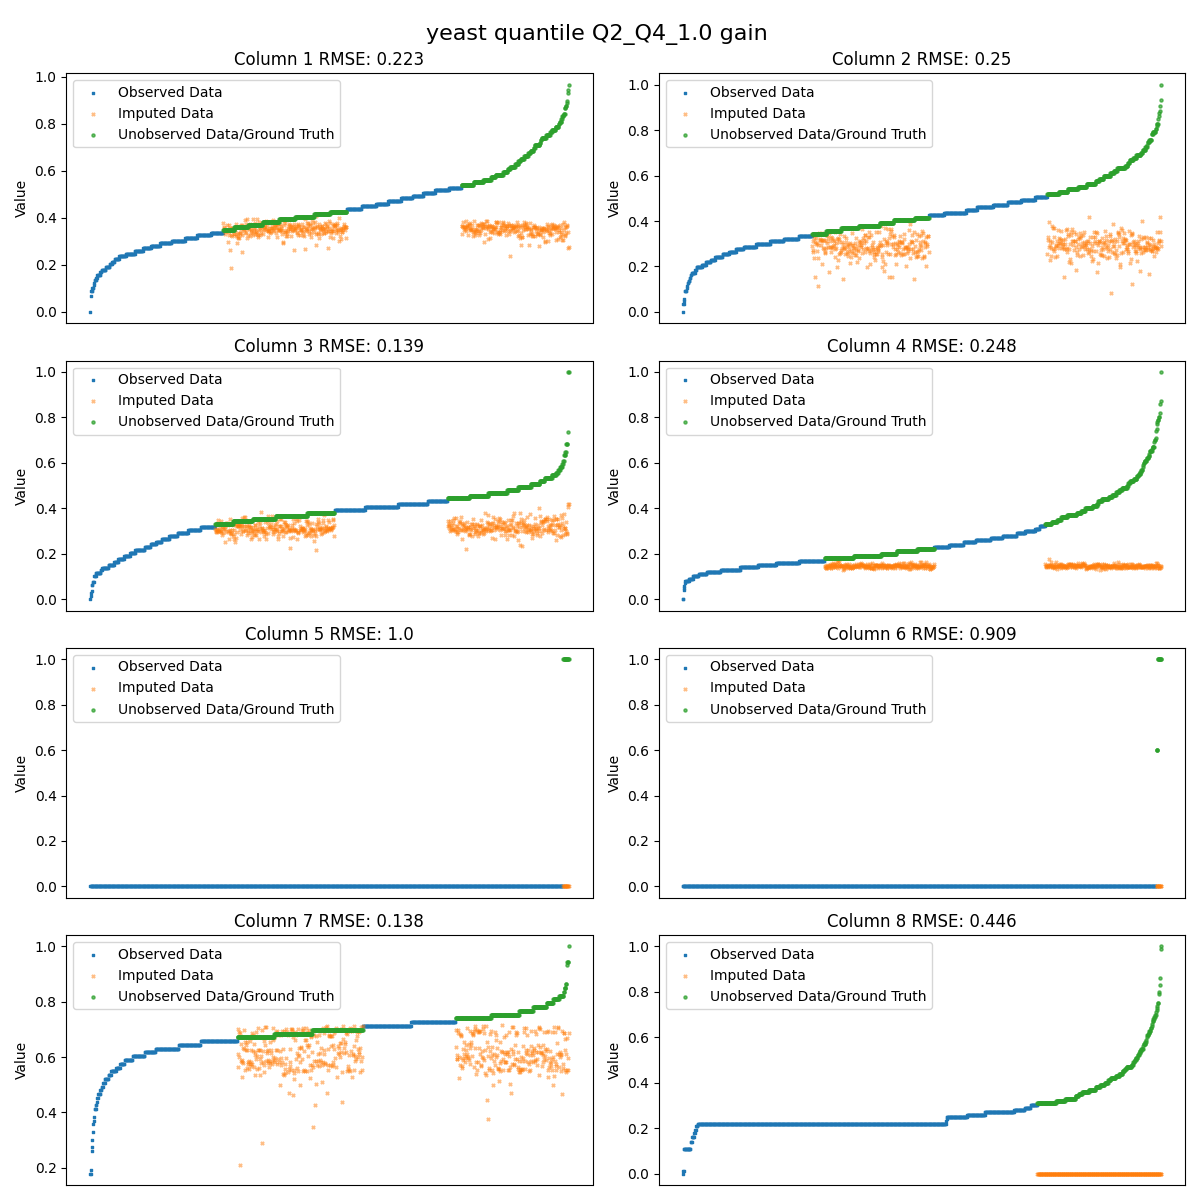 yeast quantile Q2_Q4_1.0 gain
Column 1 RMSE: 0.223
Column 2 RMSE: 0.25
1.0
0.8
0.6
0.4
0.2
0.0
Value
Observed Data
Imputed Data
Unobserved Data/Ground Truth
1.0
0.8
0.6
0.4
0.2
0.0
Value
Observed Data
Imputed Data
Unobserved Data/Ground Truth
Column 3 RMSE: 0.139
Column 4 RMSE: 0.248
1.0
0.8
0.6
0.4
0.2
0.0
Value
Observed Data
Imputed Data
Unobserved Data/Ground Truth
1.0
0.8
0.6
0.4
0.2
0.0
Value
Observed Data
Imputed Data
Unobserved Data/Ground Truth
Column 5 RMSE: 1.0
Column 6 RMSE: 0.909
1.0
0.8
0.6
0.4
0.2
0.0
Value
Observed Data
Imputed Data
Unobserved Data/Ground Truth
1.0
0.8
0.6
0.4
0.2
0.0
Value
Observed Data
Imputed Data
Unobserved Data/Ground Truth
Column 7 RMSE: 0.138
Column 8 RMSE: 0.446
1.0
0.8
0.6
0.4
0.2
Value
Observed Data
Imputed Data
Unobserved Data/Ground Truth
1.0
0.8
0.6
0.4
0.2
0.0
Value
Observed Data
Imputed Data
Unobserved Data/Ground Truth